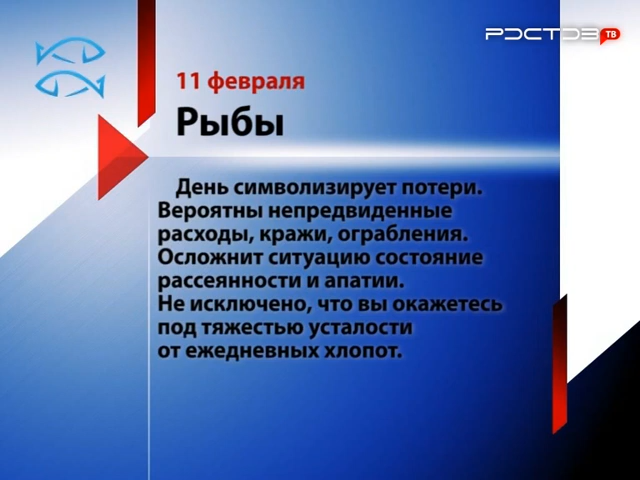 РОСТОВ ТВ
11 февраля
Рыбы
День символизирует потери.
Вероятны непредвиденные
расходы, кражи, ограбления.
Осложнит ситуацию состояние
рассеянности и апатии.
Не исключено, что вы окажетесь
под тяжестью усталости
от ежедневных хлопот.